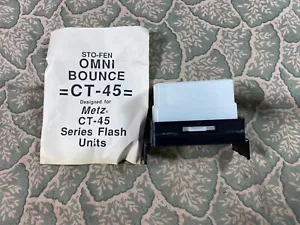 STO-FEN
OMNI
BOUNCE
=CT-45=
Designed for
Metz
CT-45
Series Flash
Units